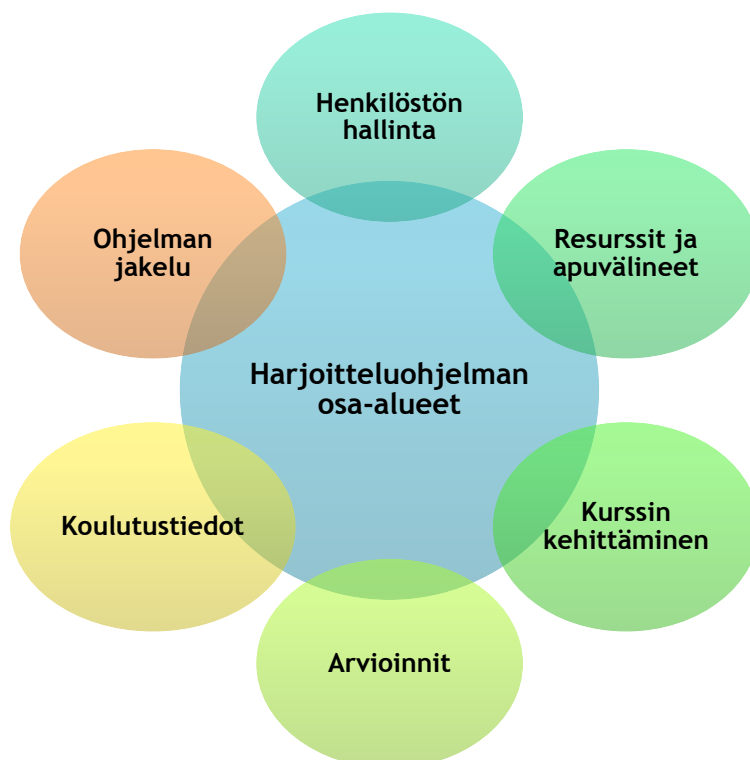 Henkilöstön
hallinta
Ohjelman
jakelu
Resurssit ja
apuvälineet
Harjoitteluohjelman
osa-alueet
Koulutustiedot
Kurssin
kehittäminen
Arvioinnit